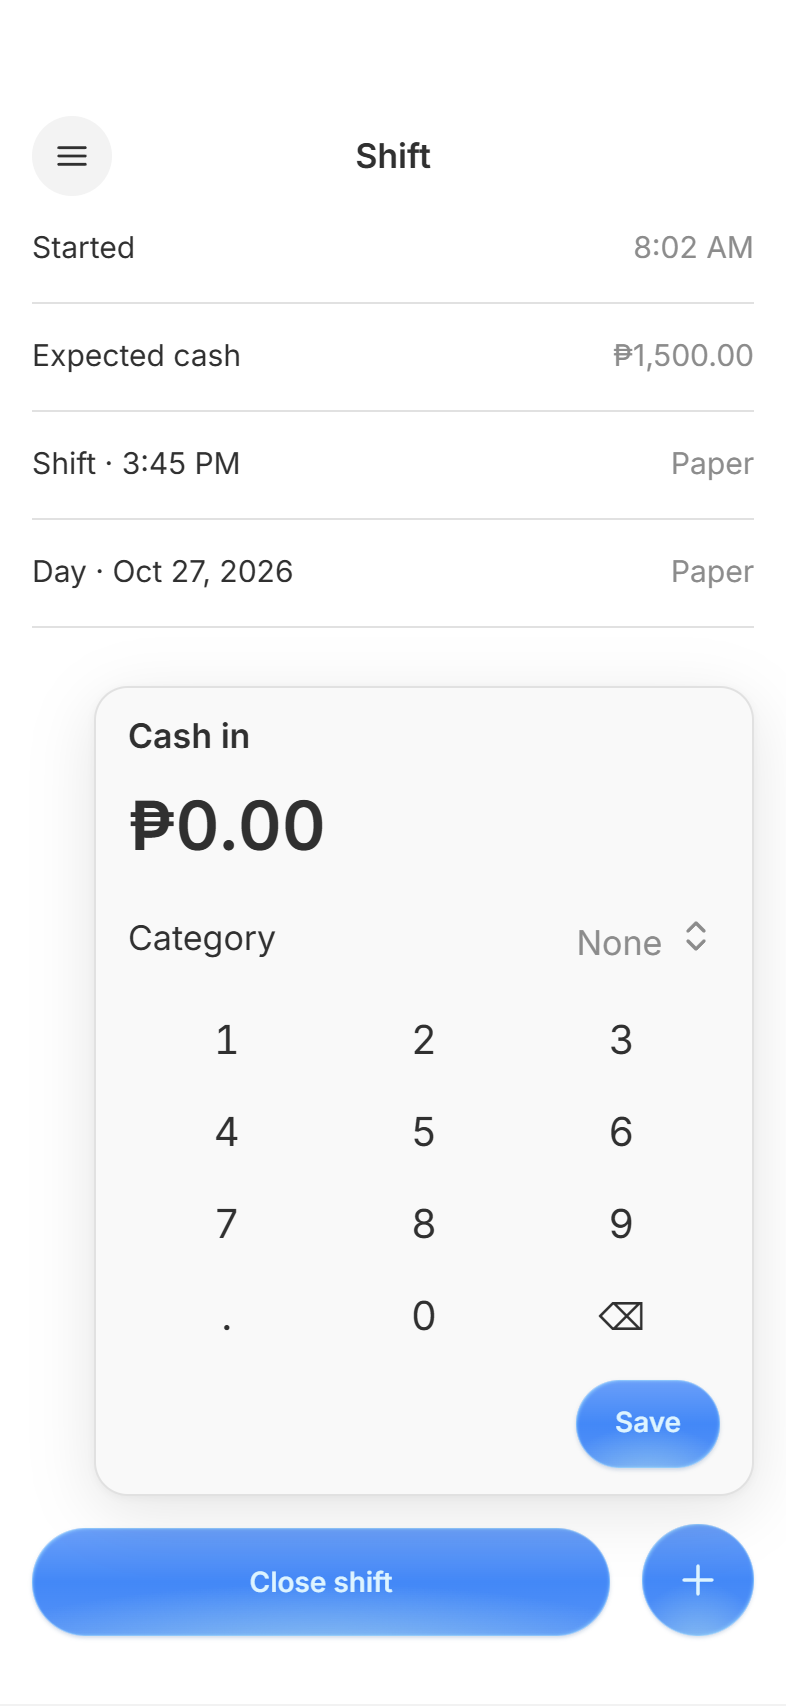 Shift
Started 8:02 AM
Expected cash ₱1,500.00
Shift · 3:45 PM Paper
Day · Oct 27, 2026 Paper
Cash in
₱0.00
Category None
1 2 3
4 5 6
7 8 9
. 0 ⌫
Save
Close shift +